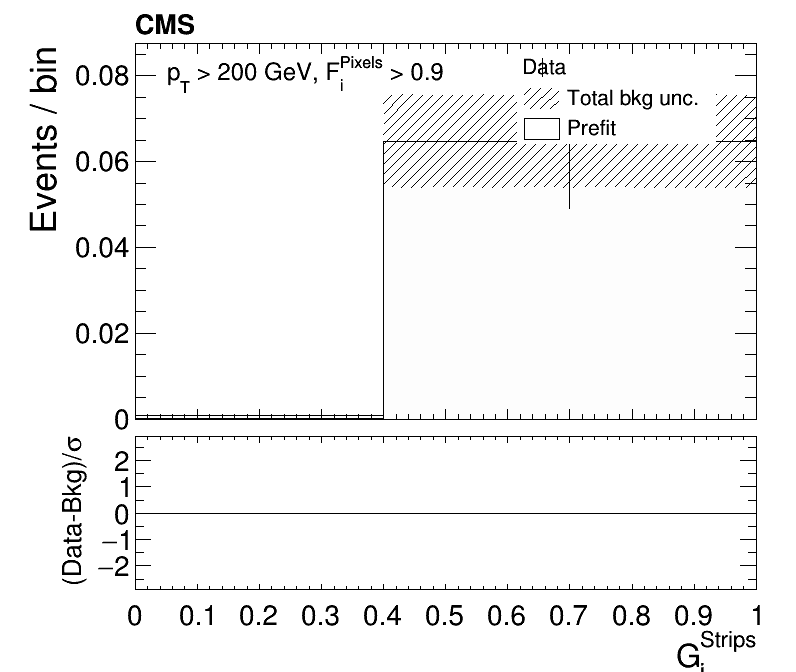 CMS
p_T > 200 GeV, F_i^Pixels > 0.9
Data
Total bkg unc.
Prefit
Events / bin
0.08
0.06
0.04
0.02
0
(Data-Bkg)/σ
2
1
0
−1
−2
0 0.1 0.2 0.3 0.4 0.5 0.6 0.7 0.8 0.9 1
G_i^Strips